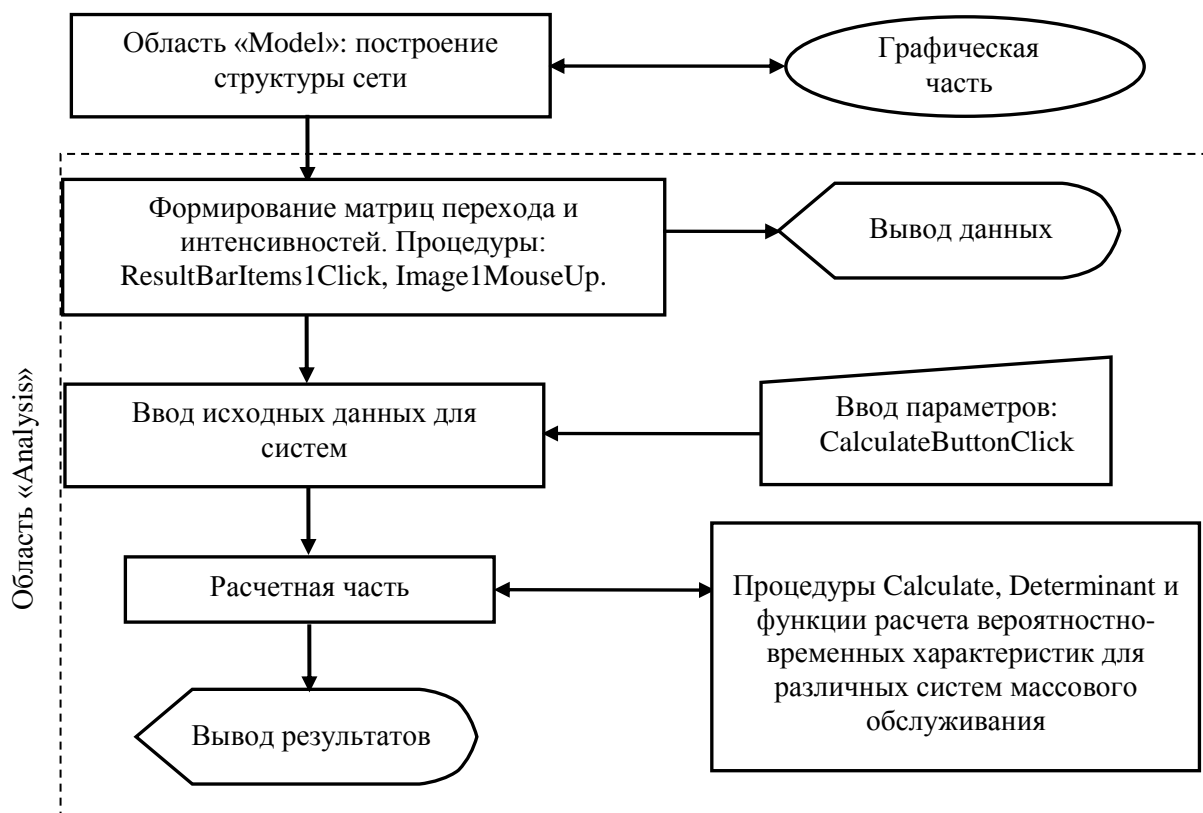 Область «Model»: построение
структуры сети
Графическая
часть
Формирование матриц перехода и
интенсивностей. Процедуры:
ResultBarItems1Click, Image1MouseUp.
Вывод данных
Область «Analysis»
Ввод исходных данных для
систем
Ввод параметров:
CalculateButtonClick
Расчетная часть
Процедуры Calculate, Determinant и
функции расчета вероятностно-
временных характеристик для
различных систем массового
обслуживания
Вывод результатов